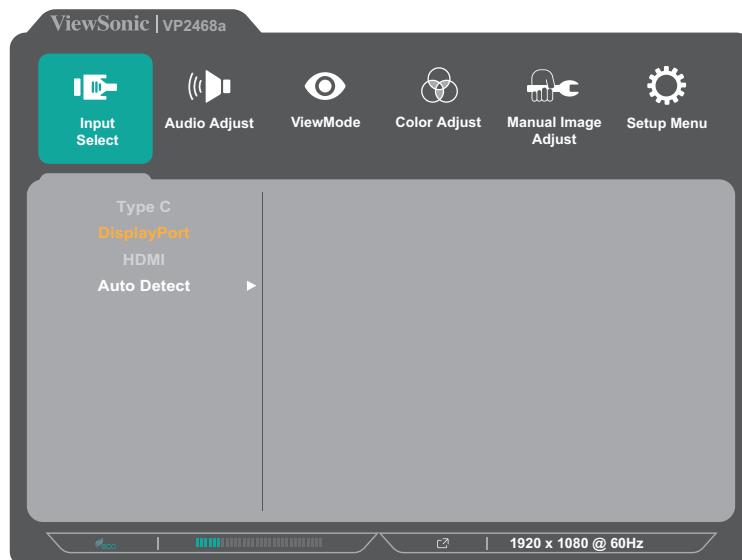 ViewSonic | VP2468a
Input
Select
Audio Adjust
ViewMode
Color Adjust
Manual Image
Adjust
Setup Menu
Type C
DisplayPort
HDMI
Auto Detect
eco
1920 x 1080 @ 60Hz